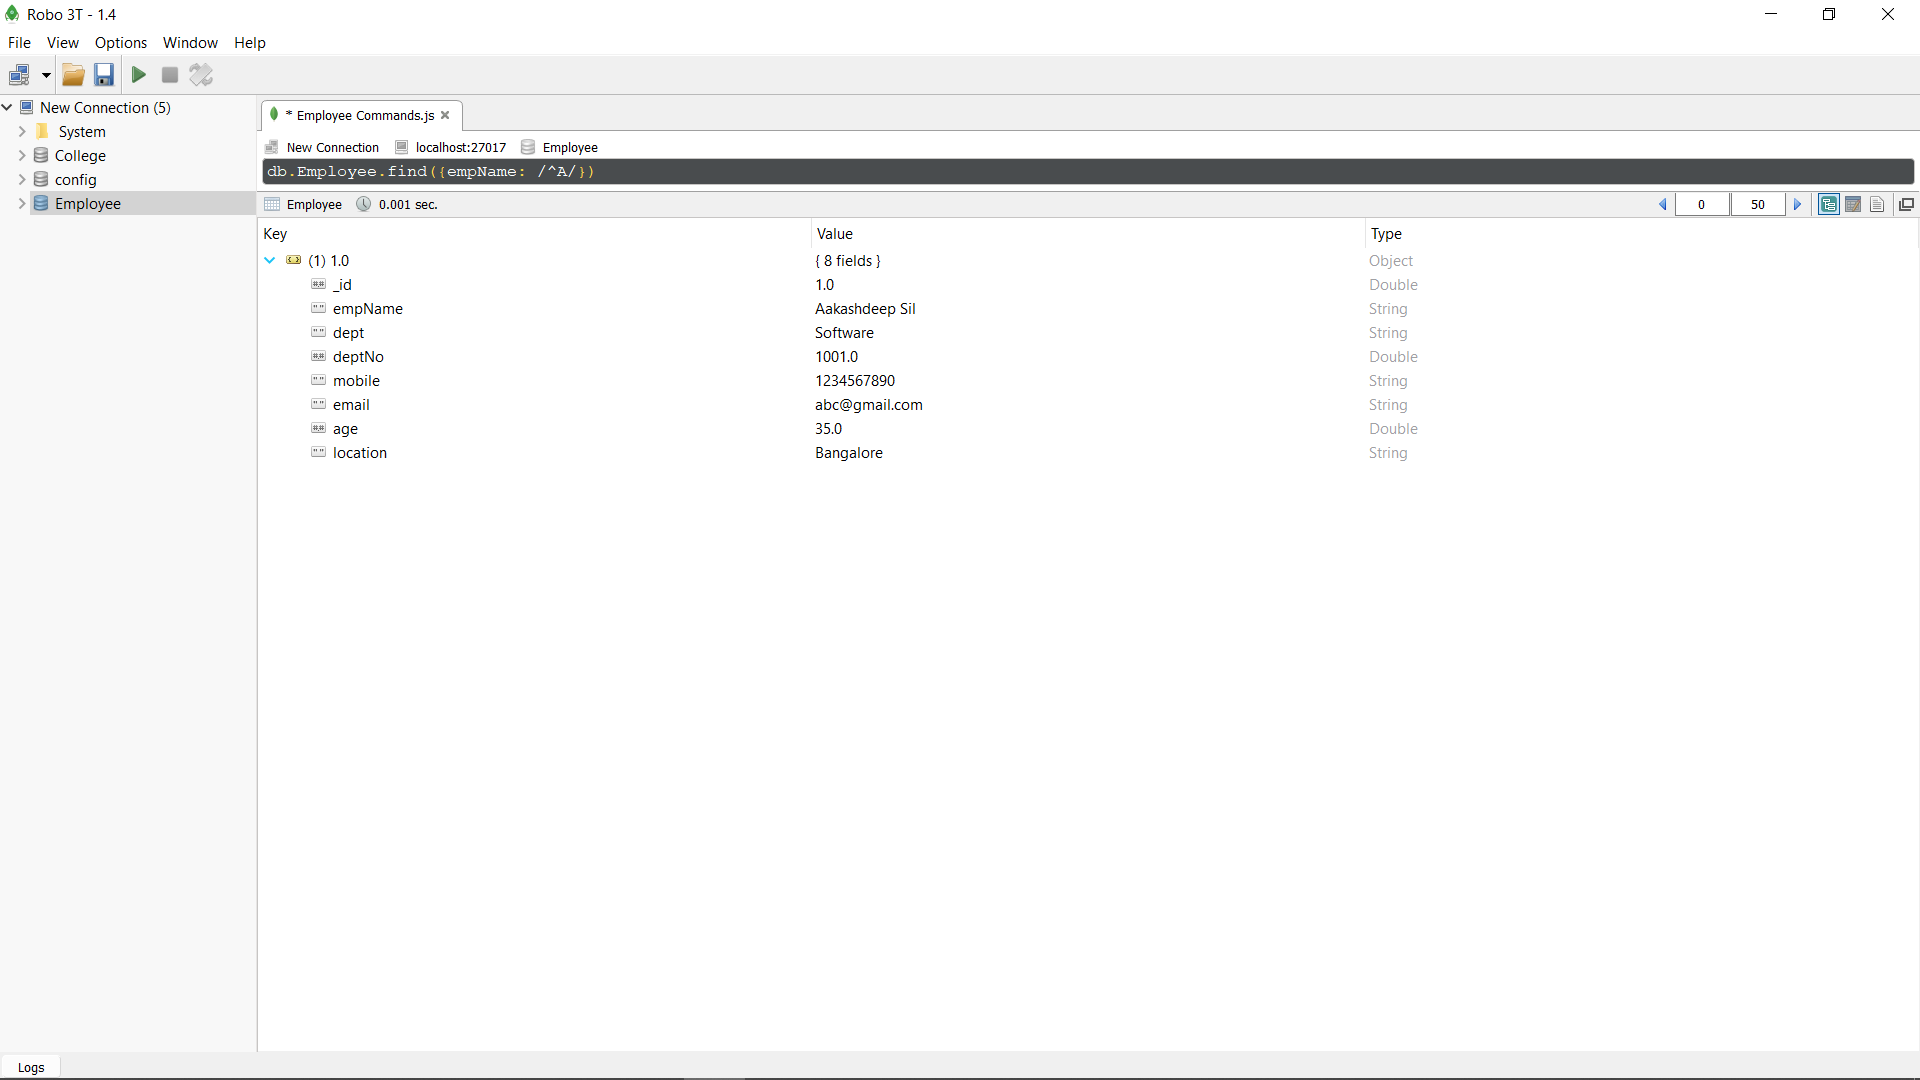 Robo 3T - 1.4
File View Options Window Help
New Connection (5)
System
College
config
Employee
* Employee Commands.js
New Connection localhost:27017 Employee
db.Employee.find({empName: /^A/})
Employee 0.001 sec. 0 50
Key Value Type
(1) 1.0 { 8 fields } Object
_id 1.0 Double
empName Aakashdeep Sil String
dept Software String
deptNo 1001.0 Double
mobile 1234567890 String
email abc@gmail.com String
age 35.0 Double
location Bangalore String
Logs